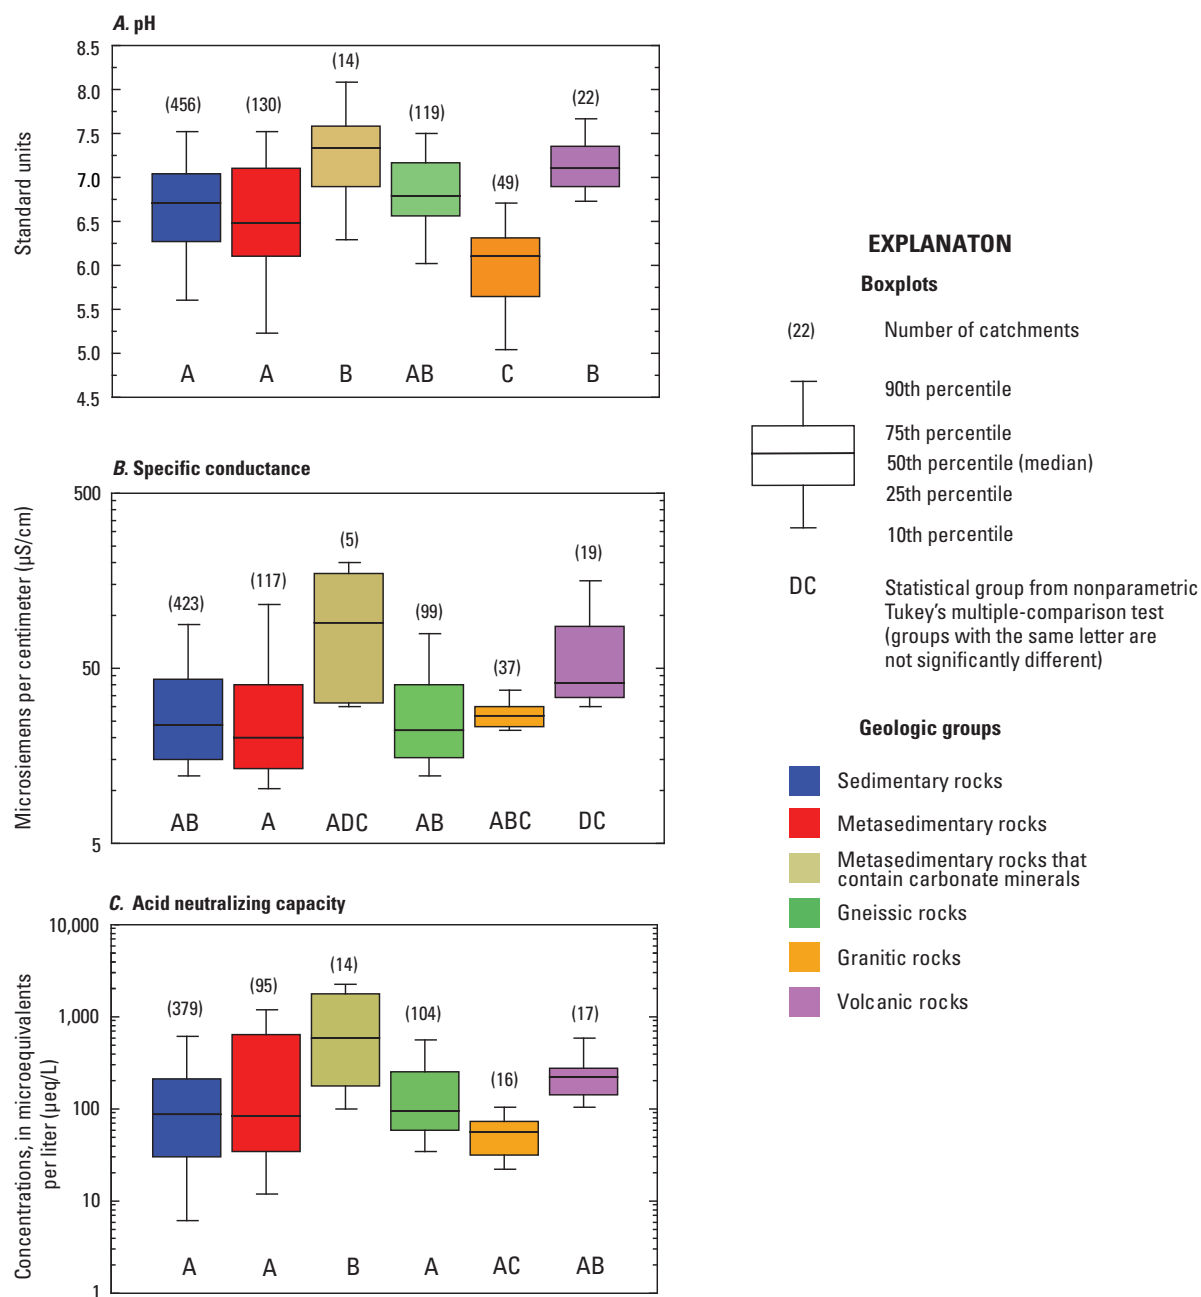 A. pH
8.5
8.0
7.5
7.0
6.5
6.0
5.5
5.0
4.5
Standard units
(456)
(130)
(14)
(119)
(49)
(22)
A
A
B
AB
C
B
B. Specific conductance
500
50
5
Microsiemens per centimeter (µS/cm)
(423)
(117)
(5)
(99)
(37)
(19)
AB
A
ADC
AB
ABC
DC
C. Acid neutralizing capacity
10,000
1,000
100
10
1
Concentrations, in microequivalents
per liter (µeq/L)
(379)
(95)
(14)
(104)
(16)
(17)
A
A
B
A
AC
AB
EXPLANATON
Boxplots
(22) Number of catchments
90th percentile
75th percentile
50th percentile (median)
25th percentile
10th percentile
DC Statistical group from nonparametric
Tukey's multiple-comparison test
(groups with the same letter are
not significantly different)
Geologic groups
Sedimentary rocks
Metasedimentary rocks
Metasedimentary rocks that
contain carbonate minerals
Gneissic rocks
Granitic rocks
Volcanic rocks